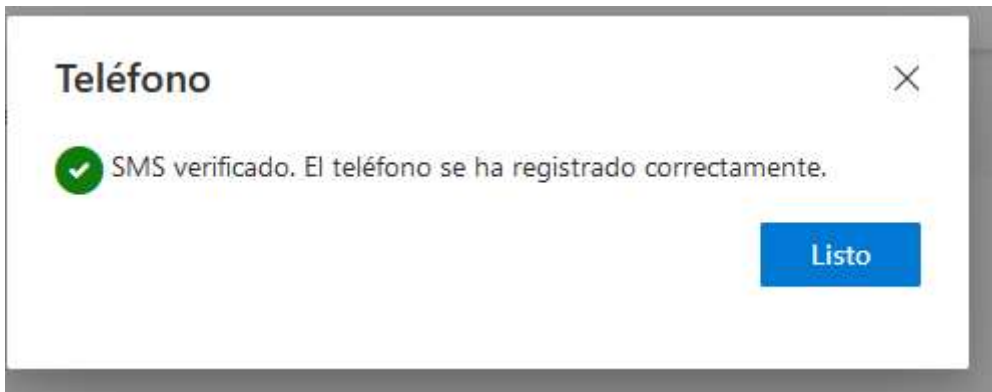 Teléfono
SMS verificado. El teléfono se ha registrado correctamente.
Listo